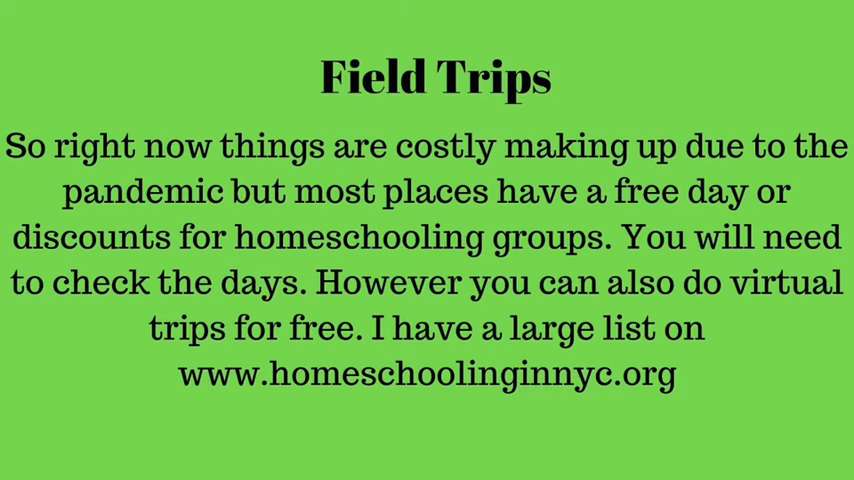 Field Trips
So right now things are costly making up due to the
pandemic but most places have a free day or
discounts for homeschooling groups. You will need
to check the days. However you can also do virtual
trips for free. I have a large list on
www.homeschoolinginnyc.org